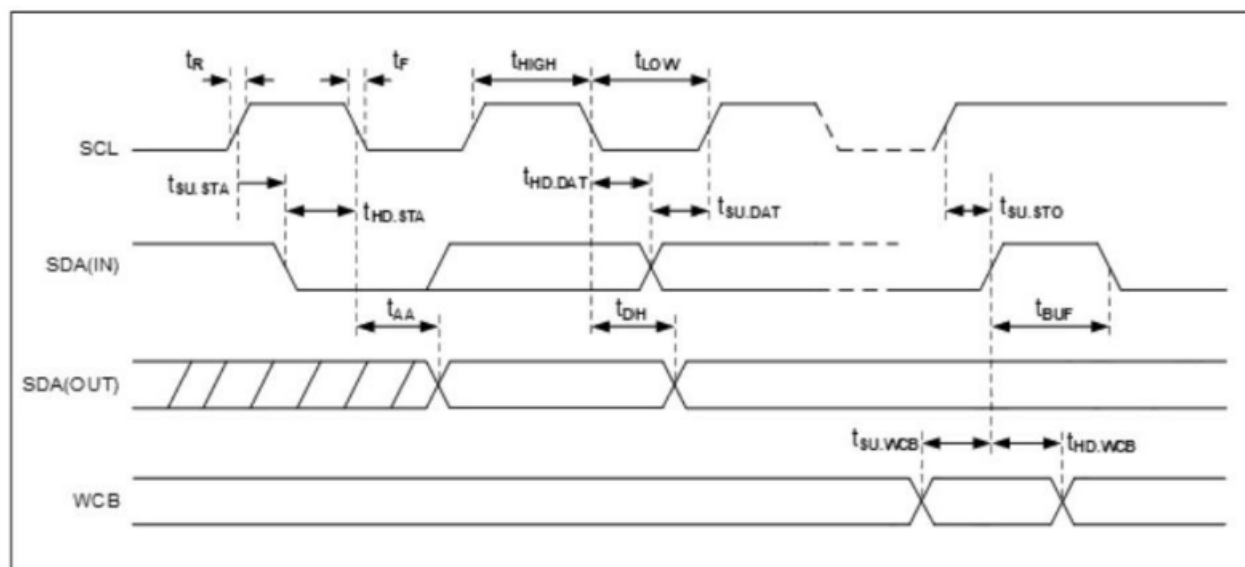 tR tF tHIGH tLOW
SCL
tSU.STA tHD.STA tHD.DAT tSU.DAT tSU.STO
SDA(IN)
tAA tDH tBUF
SDA(OUT)
tSU.WCB tHD.WCB
WCB